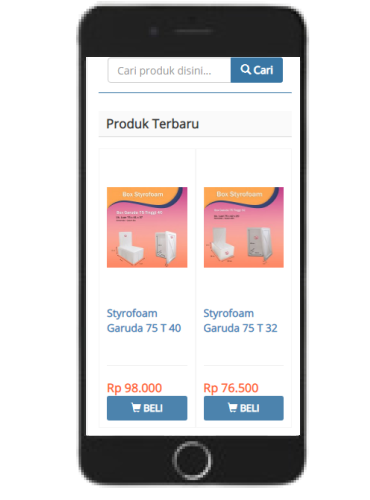 Cari produk disini...
Cari
Produk Terbaru
Box Styrofoam
Box Styrofoam
Styrofoam
Garuda 75 T 40
Styrofoam
Garuda 75 T 32
Rp 98.000
Rp 76.500
BELI
BELI